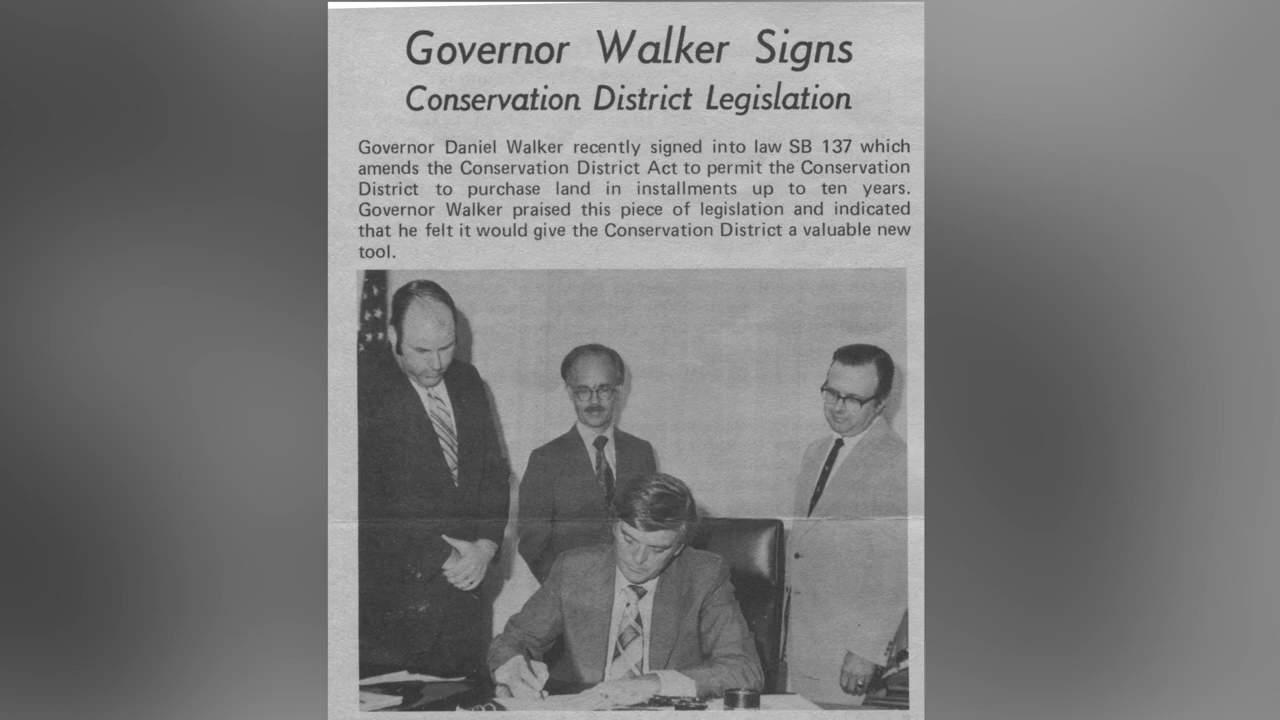 Governor Walker Signs
Conservation District Legislation
Governor Daniel Walker recently signed into law SB 137 which
amends the Conservation District Act to permit the Conservation
District to purchase land in installments up to ten years.
Governor Walker praised this piece of legislation and indicated
that he felt it would give the Conservation District a valuable new
tool.